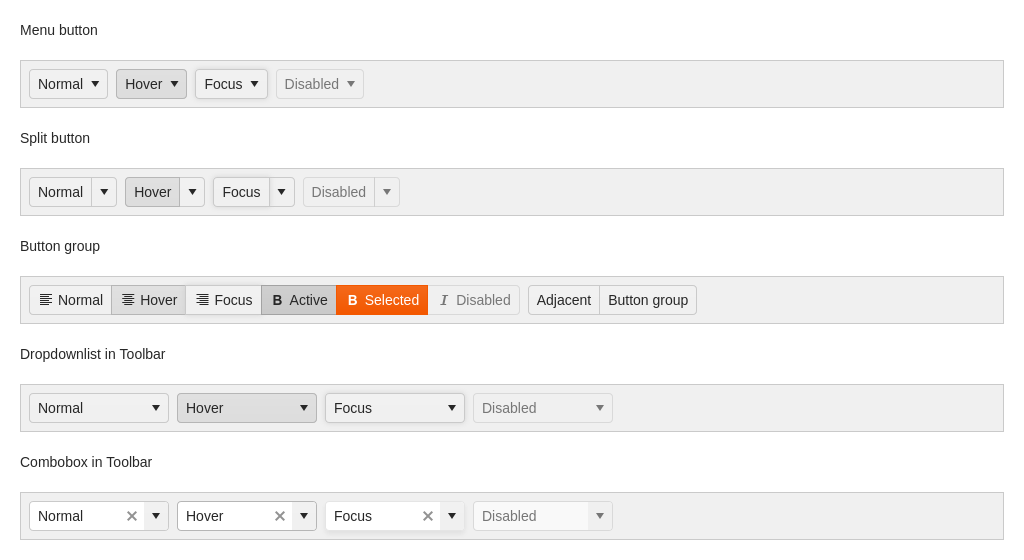 Menu button
Normal Hover Focus Disabled
Split button
Normal Hover Focus Disabled
Button group
Normal Hover Focus B Active B Selected I Disabled Adjacent Button group
Dropdownlist in Toolbar
Normal Hover Focus Disabled
Combobox in Toolbar
Normal Hover Focus Disabled